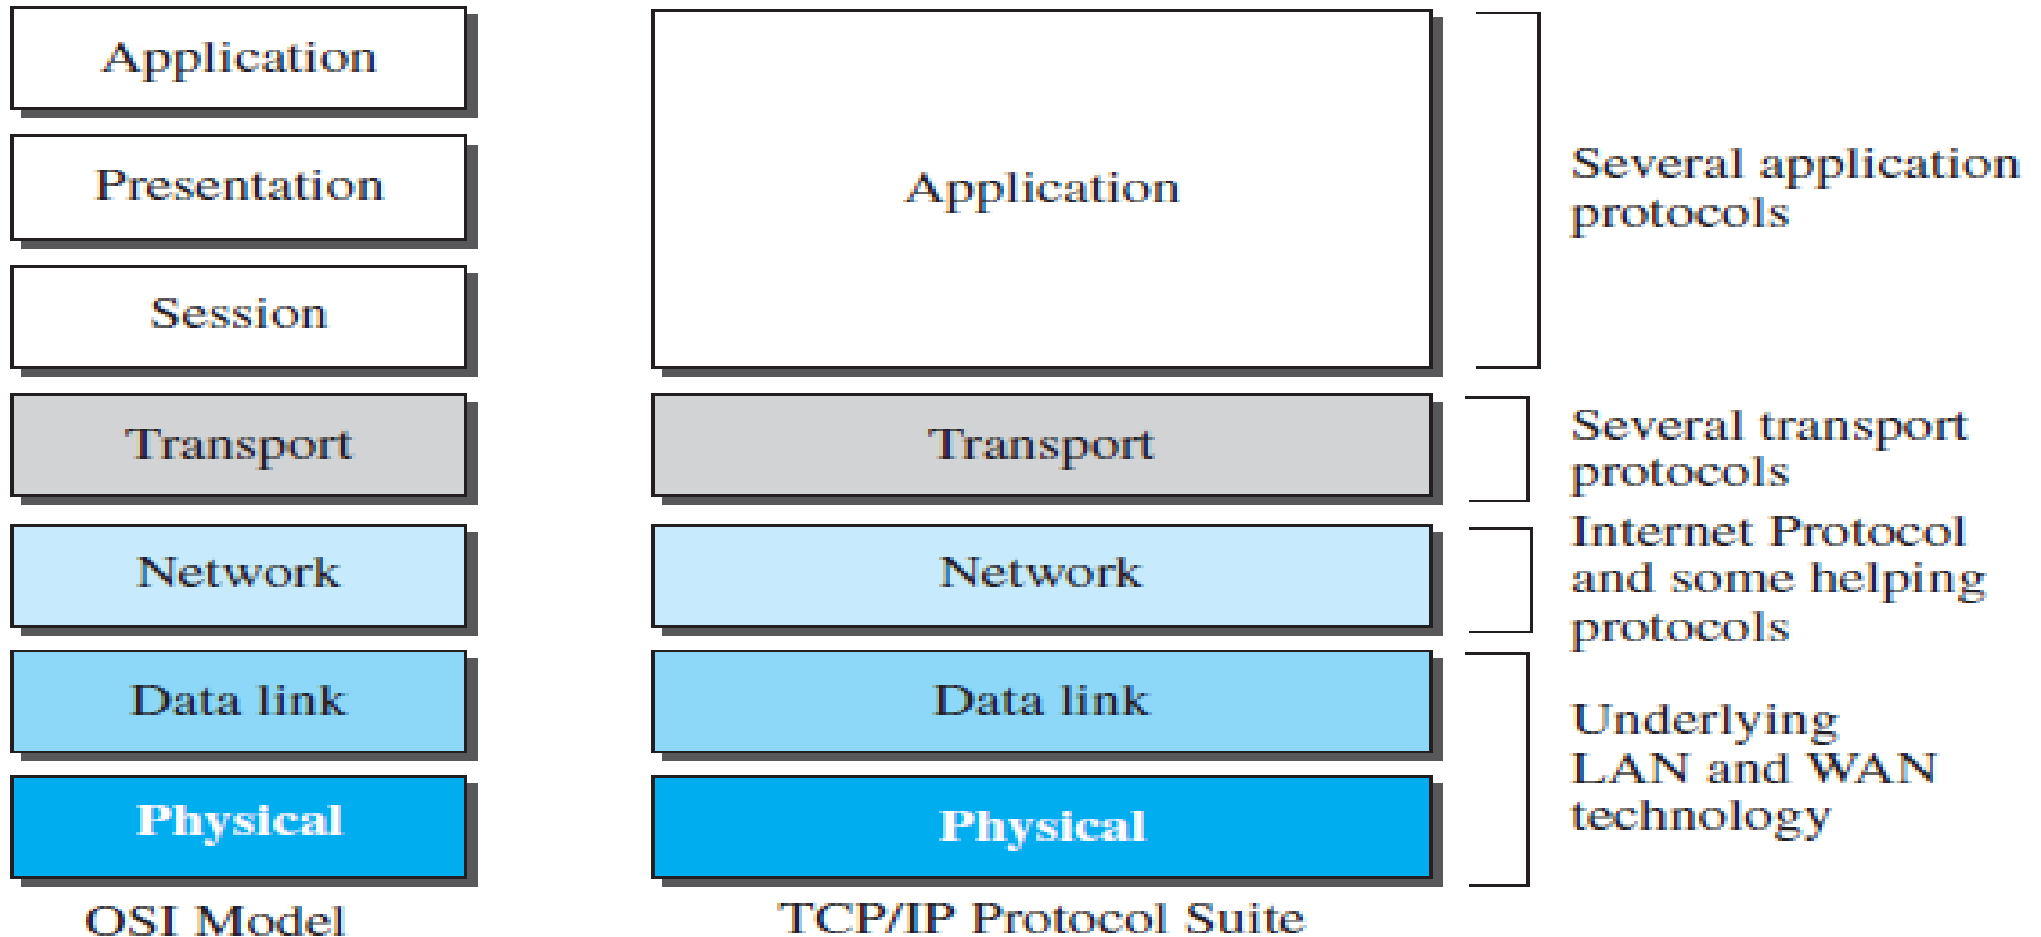 Application
Presentation
Session
Transport
Network
Data link
Physical
OSI Model
Application
Transport
Network
Data link
Physical
TCP/IP Protocol Suite
Several application
protocols
Several transport
protocols
Internet Protocol
and some helping
protocols
Underlying
LAN and WAN
technology